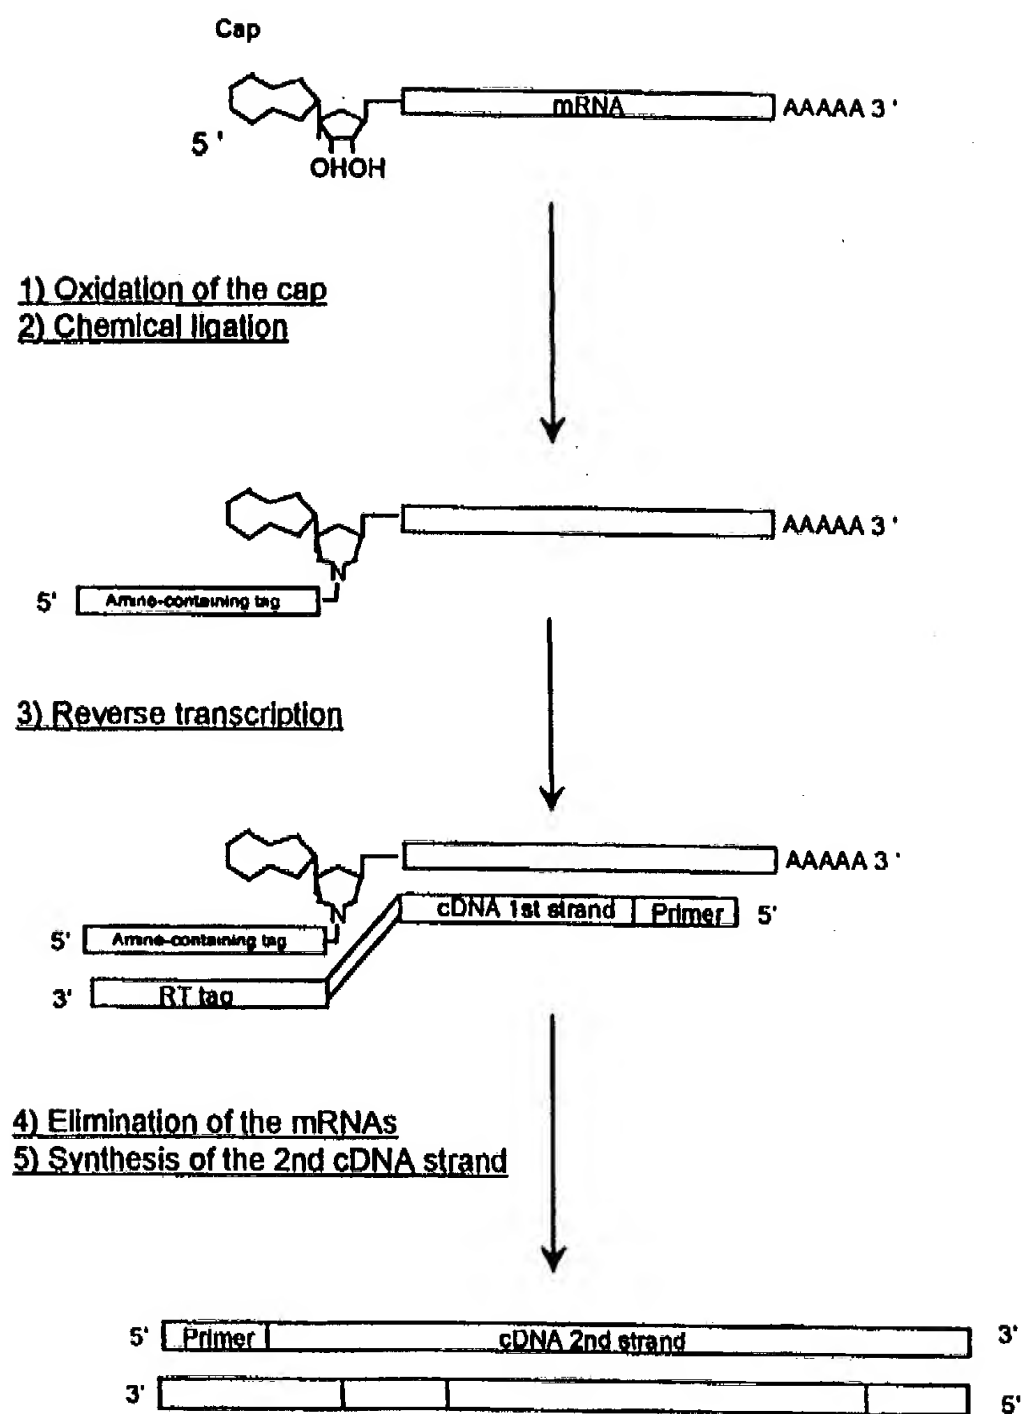 Cap
mRNA AAAAA 3 '
5 '
OHOH
1) Oxidation of the cap
2) Chemical ligation
AAAAA 3 '
5' Amine-containing tag
3) Reverse transcription
AAAAA 3 '
cDNA 1st strand Primer 5'
5' Amine-containing tag
N
N
3' RT tag
4) Elimination of the mRNAs
5) Synthesis of the 2nd cDNA strand
5' Primer cDNA 2nd strand 3'
3' 5'